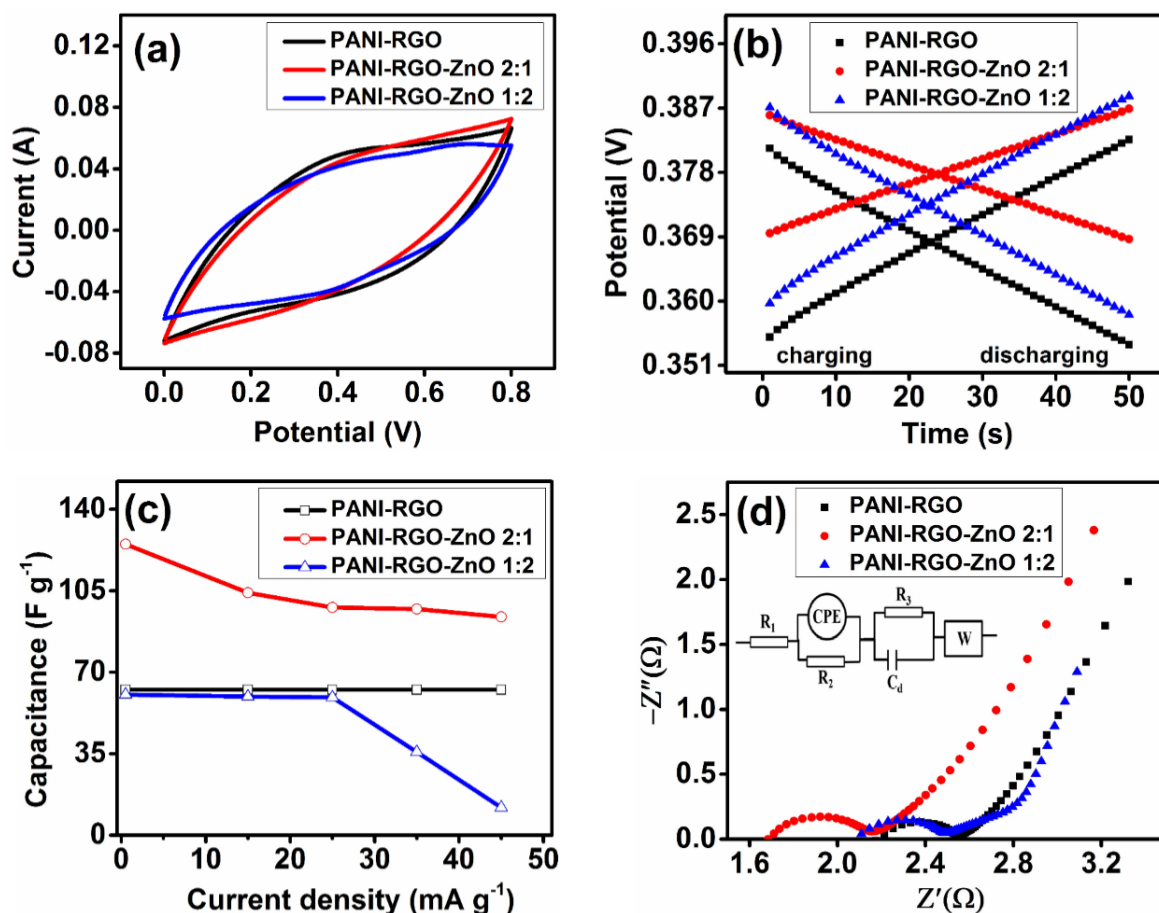 (a)
PANI-RGO
PANI-RGO-ZnO 2:1
PANI-RGO-ZnO 1:2
0.12
0.08
0.04
0.00
-0.04
-0.08
Current (A)
0.0 0.2 0.4 0.6 0.8
Potential (V)
(b)
PANI-RGO
PANI-RGO-ZnO 2:1
PANI-RGO-ZnO 1:2
0.396
0.387
0.378
0.369
0.360
0.351
Potential (V)
charging discharging
0 10 20 30 40 50
Time (s)
(c)
PANI-RGO
PANI-RGO-ZnO 2:1
PANI-RGO-ZnO 1:2
140
105
70
35
0
Capacitance (F g⁻¹)
0 10 20 30 40 50
Current density (mA g⁻¹)
(d)
PANI-RGO
PANI-RGO-ZnO 2:1
PANI-RGO-ZnO 1:2
2.5
2.0
1.5
1.0
0.5
0.0
−Z″(Ω)
R₁
CPE
R₂
R₃
C_d
W
1.6 2.0 2.4 2.8 3.2
Z′(Ω)